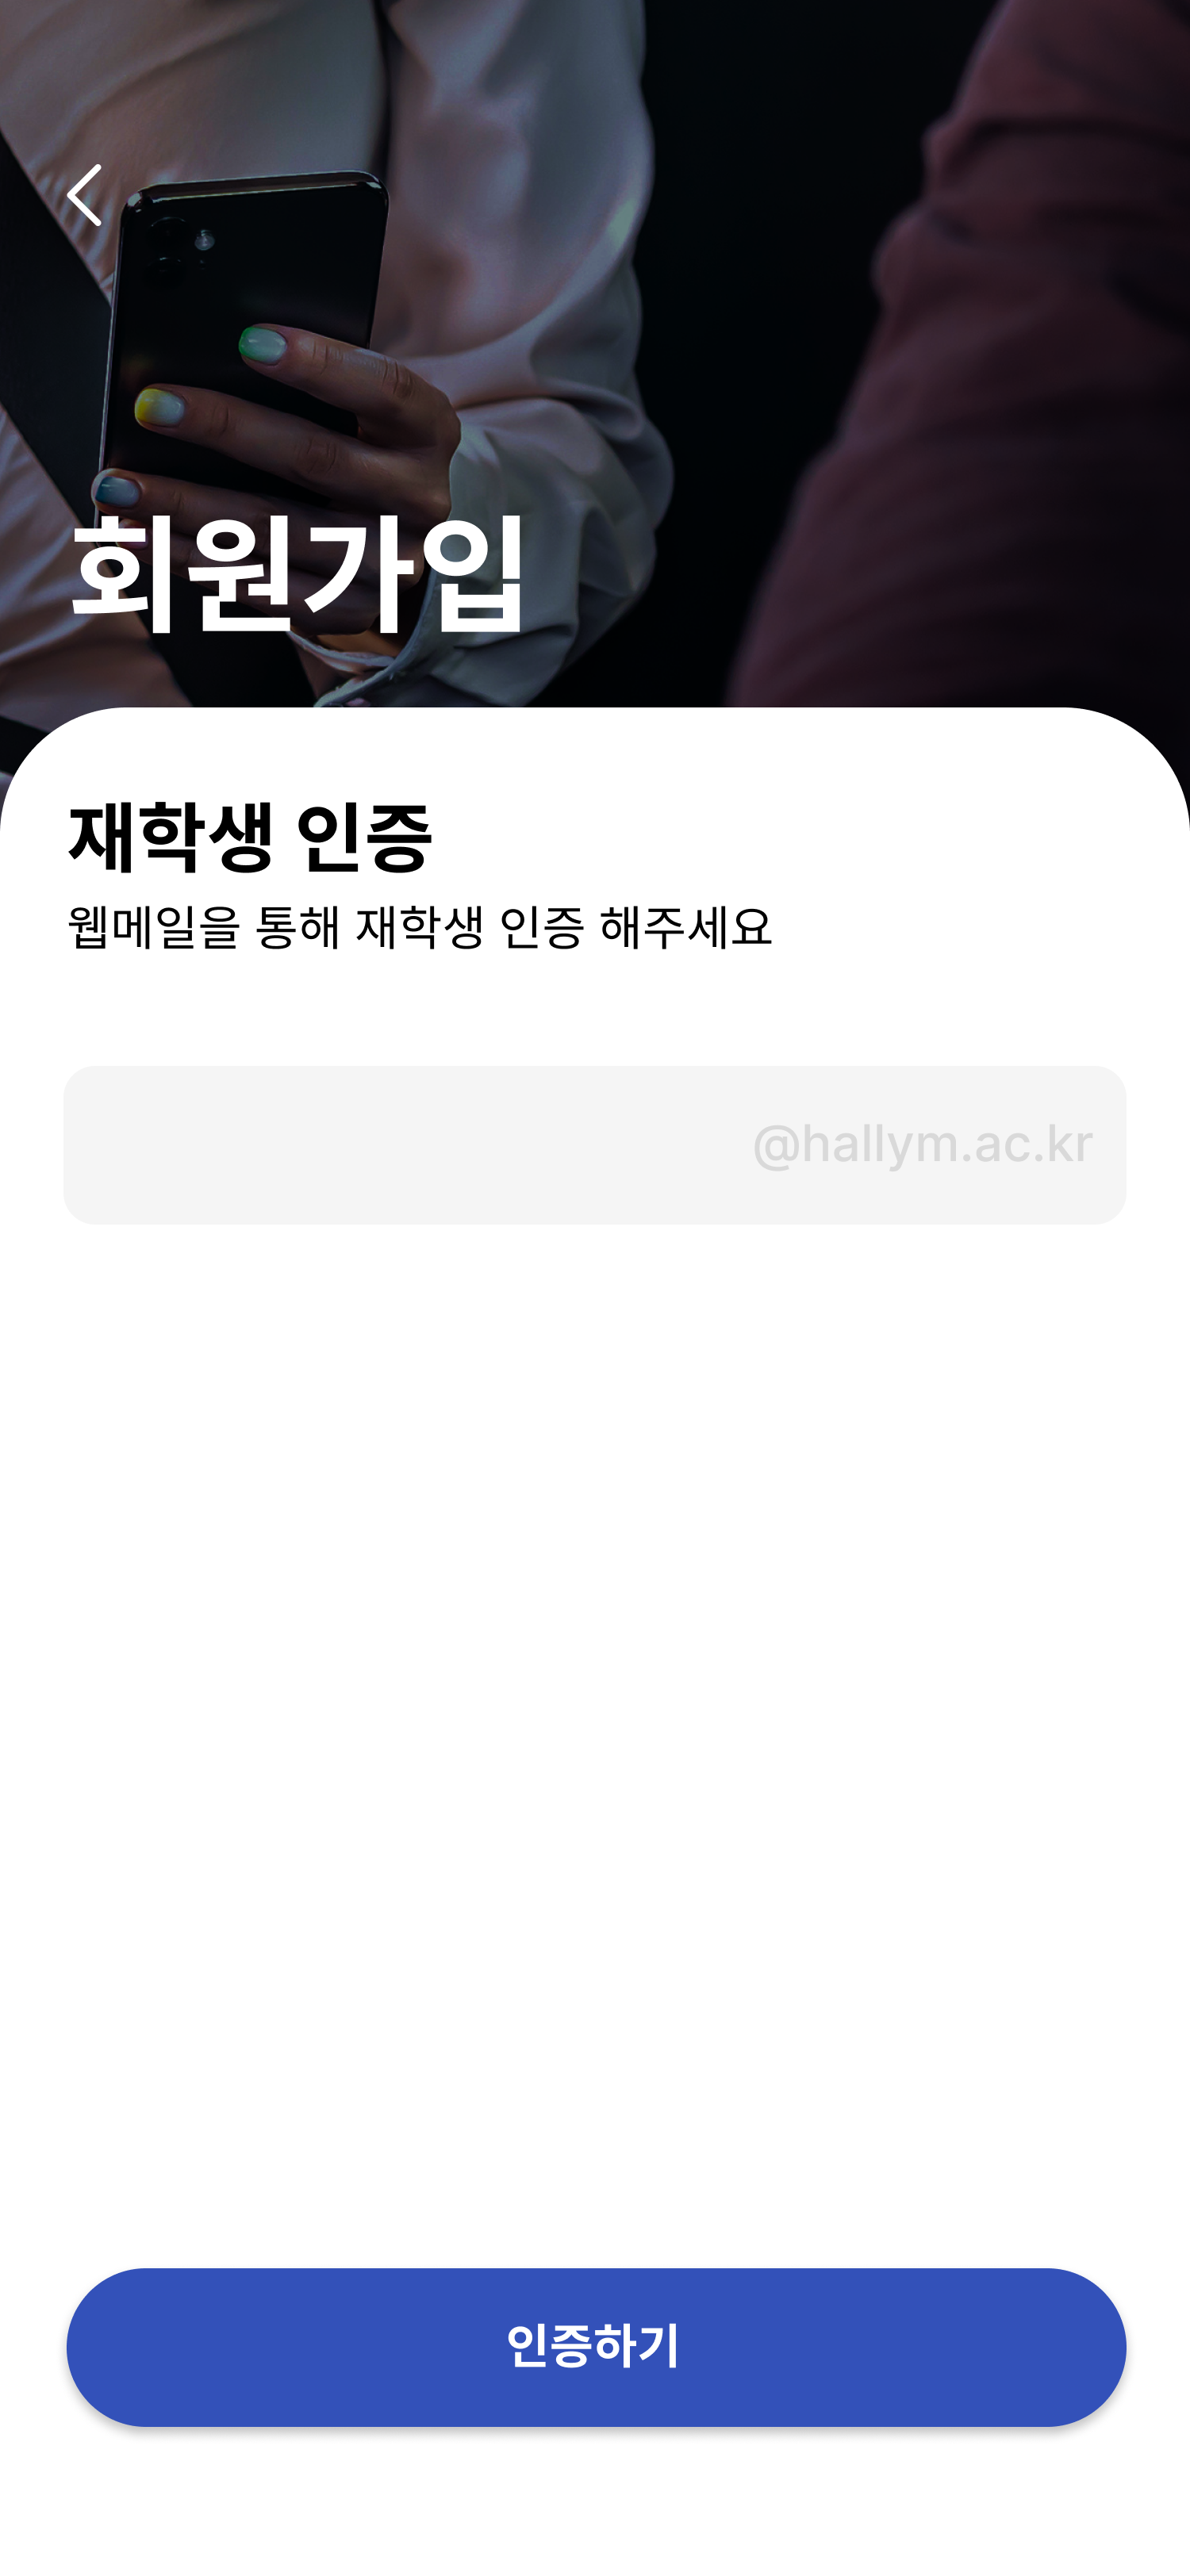 회원가입
재학생 인증
웹메일을 통해 재학생 인증 해주세요
@hallym.ac.kr
인증하기